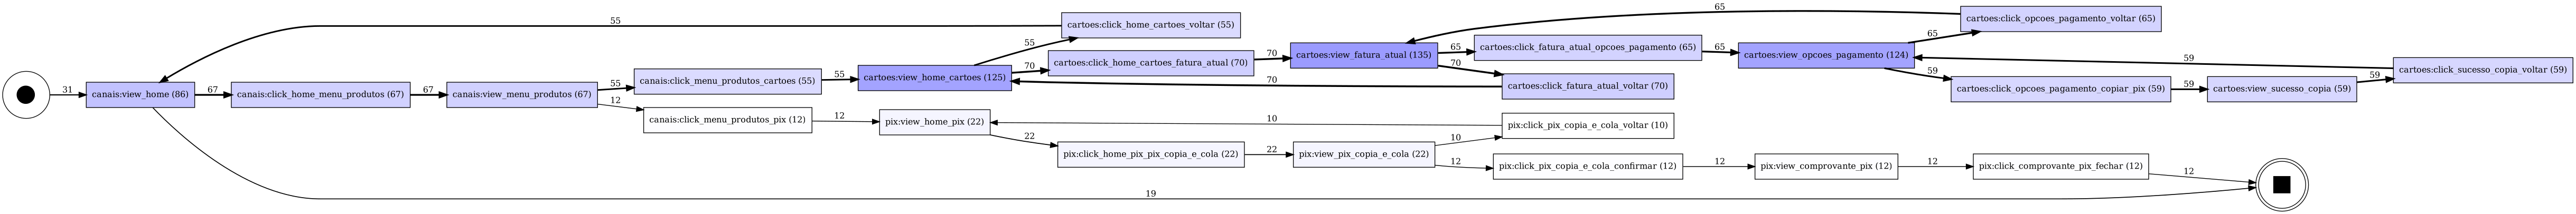 31
canais:view_home (86)
67
canais:click_home_menu_produtos (67)
67
canais:view_menu_produtos (67)
55
canais:click_menu_produtos_cartoes (55)
55
cartoes:view_home_cartoes (125)
55
cartoes:click_home_cartoes_voltar (55)
55
70
cartoes:click_home_cartoes_fatura_atual (70)
70
cartoes:view_fatura_atual (135)
65
cartoes:click_fatura_atual_opcoes_pagamento (65)
65
cartoes:view_opcoes_pagamento (124)
65
cartoes:click_opcoes_pagamento_voltar (65)
65
70
cartoes:click_fatura_atual_voltar (70)
70
59
cartoes:click_opcoes_pagamento_copiar_pix (59)
59
cartoes:view_sucesso_copia (59)
59
cartoes:click_sucesso_copia_voltar (59)
59
12
canais:click_menu_produtos_pix (12)
12
pix:view_home_pix (22)
22
pix:click_home_pix_pix_copia_e_cola (22)
22
pix:view_pix_copia_e_cola (22)
10
pix:click_pix_copia_e_cola_voltar (10)
10
12
pix:click_pix_copia_e_cola_confirmar (12)
12
pix:view_comprovante_pix (12)
12
pix:click_comprovante_pix_fechar (12)
12
19